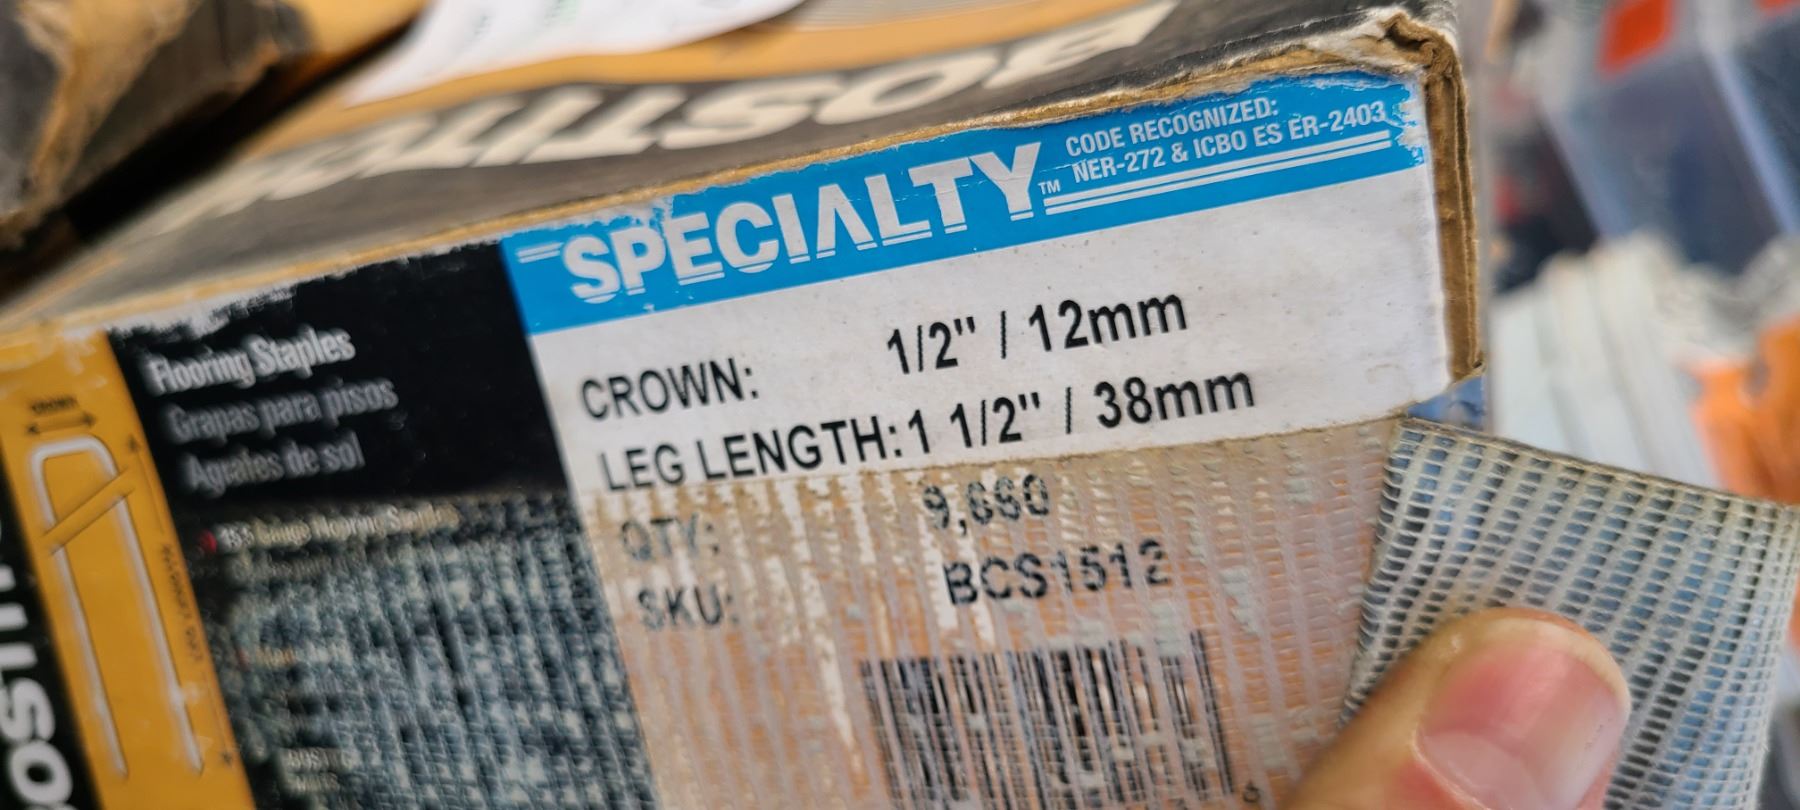 BOSTITCH
SPECIALTY™
CODE RECOGNIZED:
NER-272 & ICBO ES ER-2403
Flooring Staples
Grapas para pisos
Agrafes de sol
CROWN: 1/2" / 12mm
LEG LENGTH: 1 1/2" / 38mm
QTY: 9,660
SKU: BCS1512